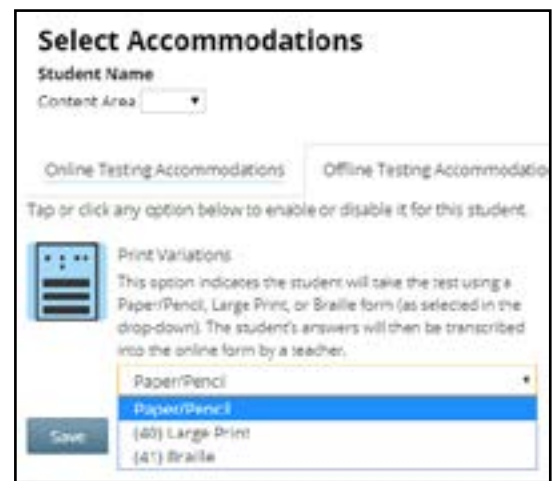 Select Accommodations
Student Name
Content Area
Online Testing Accommodations
Offline Testing Accommodatio
Tap or click any option below to enable or disable it for this student.
Print Variations
This option indicates the student will take the test using a
Paper/Pencil, Large Print, or Braille form (as selected in the
drop-down). The student's answers will then be transcribed
into the online form by a teacher.
Paper/Pencil
Paper/Pencil
Save
(40) Large Print
(41) Braille